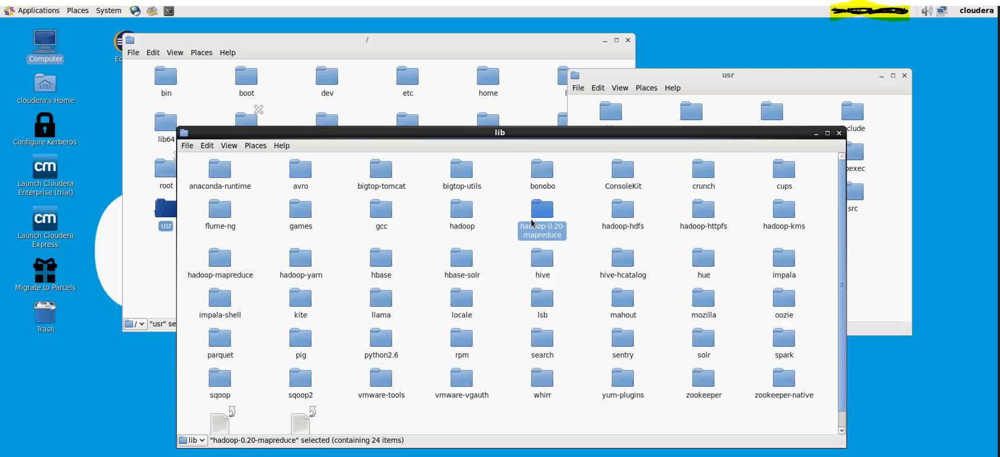 Applications Places System cloudera
Computer
cloudera's Home
Configure Kerberos
cm
Launch Cloudera
Enterprise (trial)
cm
Launch Cloudera
Express
Migrate to Parcels
Trash
/
File Edit View Places Help
bin boot dev etc home
lib64
root
usr
/ "usr" se
usr
File Edit View Places Help
src
lib
File Edit View Places Help
anaconda-runtime avro bigtop-tomcat bigtop-utils bonobo ConsoleKit crunch cups
flume-ng games gcc hadoop hadoop-0.20- hadoop-hdfs hadoop-httpfs hadoop-kms
mapreduce
hadoop-mapreduce hadoop-yarn hbase hbase-solr hive hive-hcatalog hue impala
impala-shell kite llama locale lsb mahout mozilla oozie
parquet pig python2.6 rpm search sentry solr spark
sqoop sqoop2 vmware-tools vmware-vgauth whirr yum-plugins zookeeper zookeeper-native
lib "hadoop-0.20-mapreduce" selected (containing 24 items)